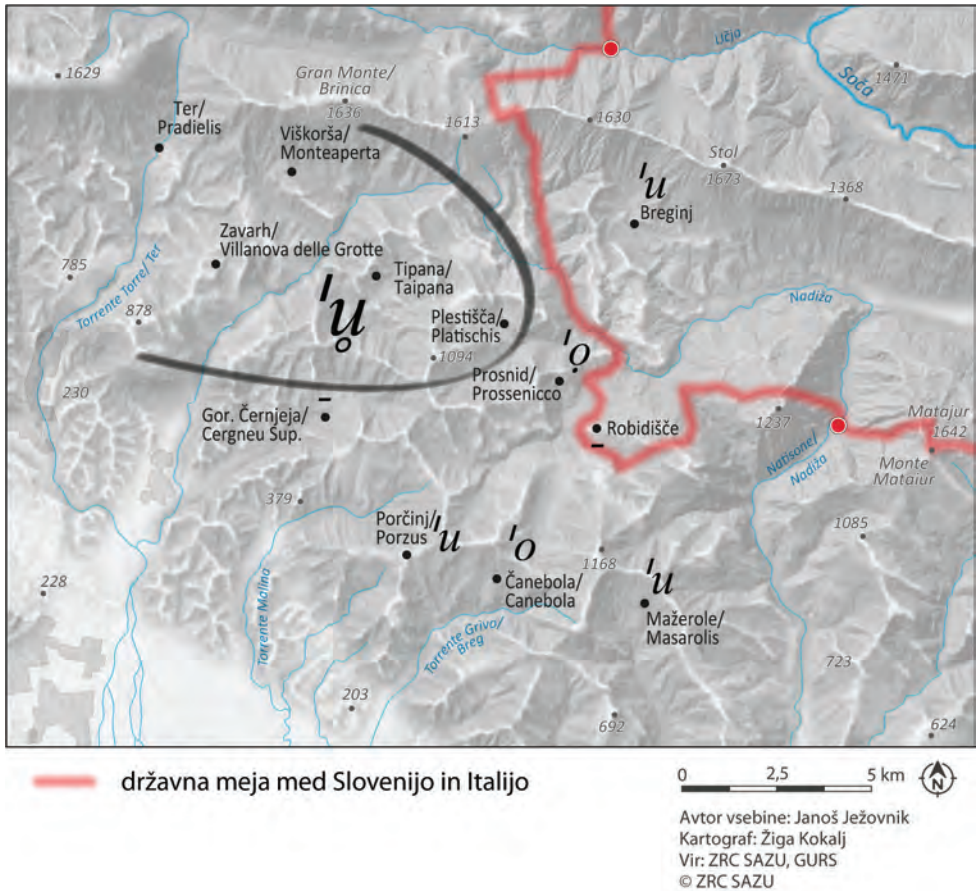 Učja
1629
Gran Monte/
Brinica
1636
1471
Soča
Ter/
Pradielis
1613
1630
Viškorša/
Monteaperta
Stol
1673
ˈu
1368
Breginj
Zavarh/
Villanova delle Grotte
785
Tipana/
Taipana
Torrente Torre/Ter
Nadiža
878
ˈu̥̣
Plestišča/
Platischis
1094
ˈọ
Prosnid/
Prossenicco
230
–
Gor. Černjeja/
Cergneu Sup.
1237
Robidišče
–
Matajur
1642
Natisone/
Nadiža
Monte
Mataiur
379
Porčinj/
Porzus
ˈu
ˈo
1085
1168
ˈu
Čanebola/
Canebola
228
Torrente Malina
Mažerole/
Masarolis
Torrente Grivo/
Breg
723
203
692
624
državna meja med Slovenijo in Italijo
0 2,5 5 km
N
Avtor vsebine: Janoš Ježovnik
Kartograf: Žiga Kokalj
Vir: ZRC SAZU, GURS
© ZRC SAZU